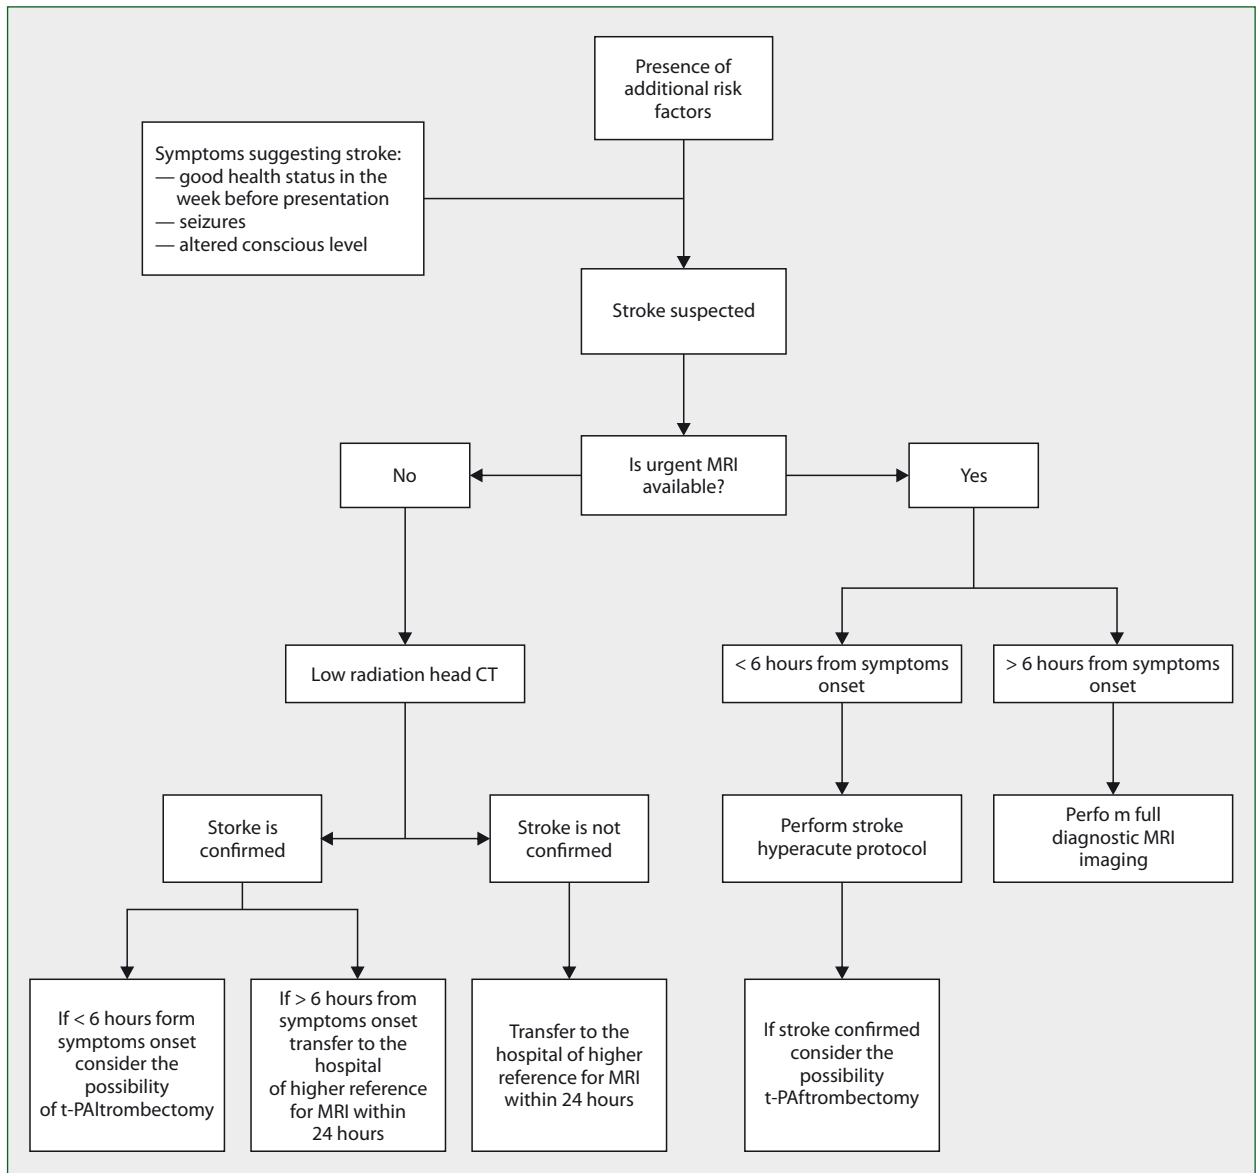 Presence of
additional risk
factors
Symptoms suggesting stroke:
— good health status in the
week before presentation
— seizures
— altered conscious level
Stroke suspected
Is urgent MRI
available?
No
Yes
Low radiation head CT
< 6 hours from symptoms
onset
> 6 hours from symptoms
onset
Storke is
confirmed
Stroke is not
confirmed
Perform stroke
hyperacute protocol
Perfo m full
diagnostic MRI
imaging
If < 6 hours form
symptoms onset
consider the
possibility
of t-PAltrombectomy
If > 6 hours from
symptoms onset
transfer to the
hospital
of higher reference
for MRI within
24 hours
Transfer to the
hospital of higher
reference for MRI
within 24 hours
If stroke confirmed
consider the
possibility
t-PAftrombectomy